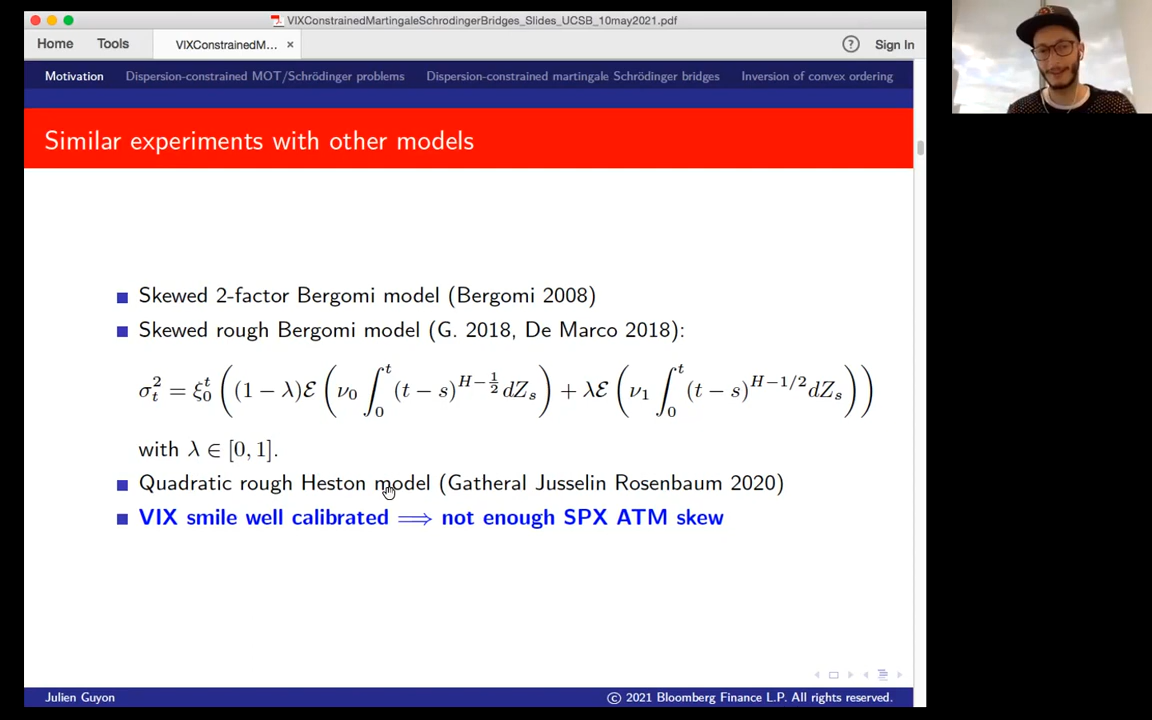 VIXConstrainedMartingaleSchrodingerBridges_Slides_UCSB_10may2021.pdf
Home Tools VIXConstrainedM... × ? Sign In
Motivation Dispersion-constrained MOT/Schrödinger problems Dispersion-constrained martingale Schrödinger bridges Inversion of convex ordering
Similar experiments with other models
■ Skewed 2-factor Bergomi model (Bergomi 2008)
■ Skewed rough Bergomi model (G. 2018, De Marco 2018):
σ_t^2 = ξ_0^t ( (1 − λ)ℰ ( ν_0 ∫_0^t (t − s)^{H−\frac{1}{2}} dZ_s ) + λℰ ( ν_1 ∫_0^t (t − s)^{H−1/2} dZ_s ) )
with λ ∈ [0, 1].
■ Quadratic rough Heston model (Gatheral Jusselin Rosenbaum 2020)
■ VIX smile well calibrated ⟹ not enough SPX ATM skew
Julien Guyon © 2021 Bloomberg Finance L.P. All rights reserved.